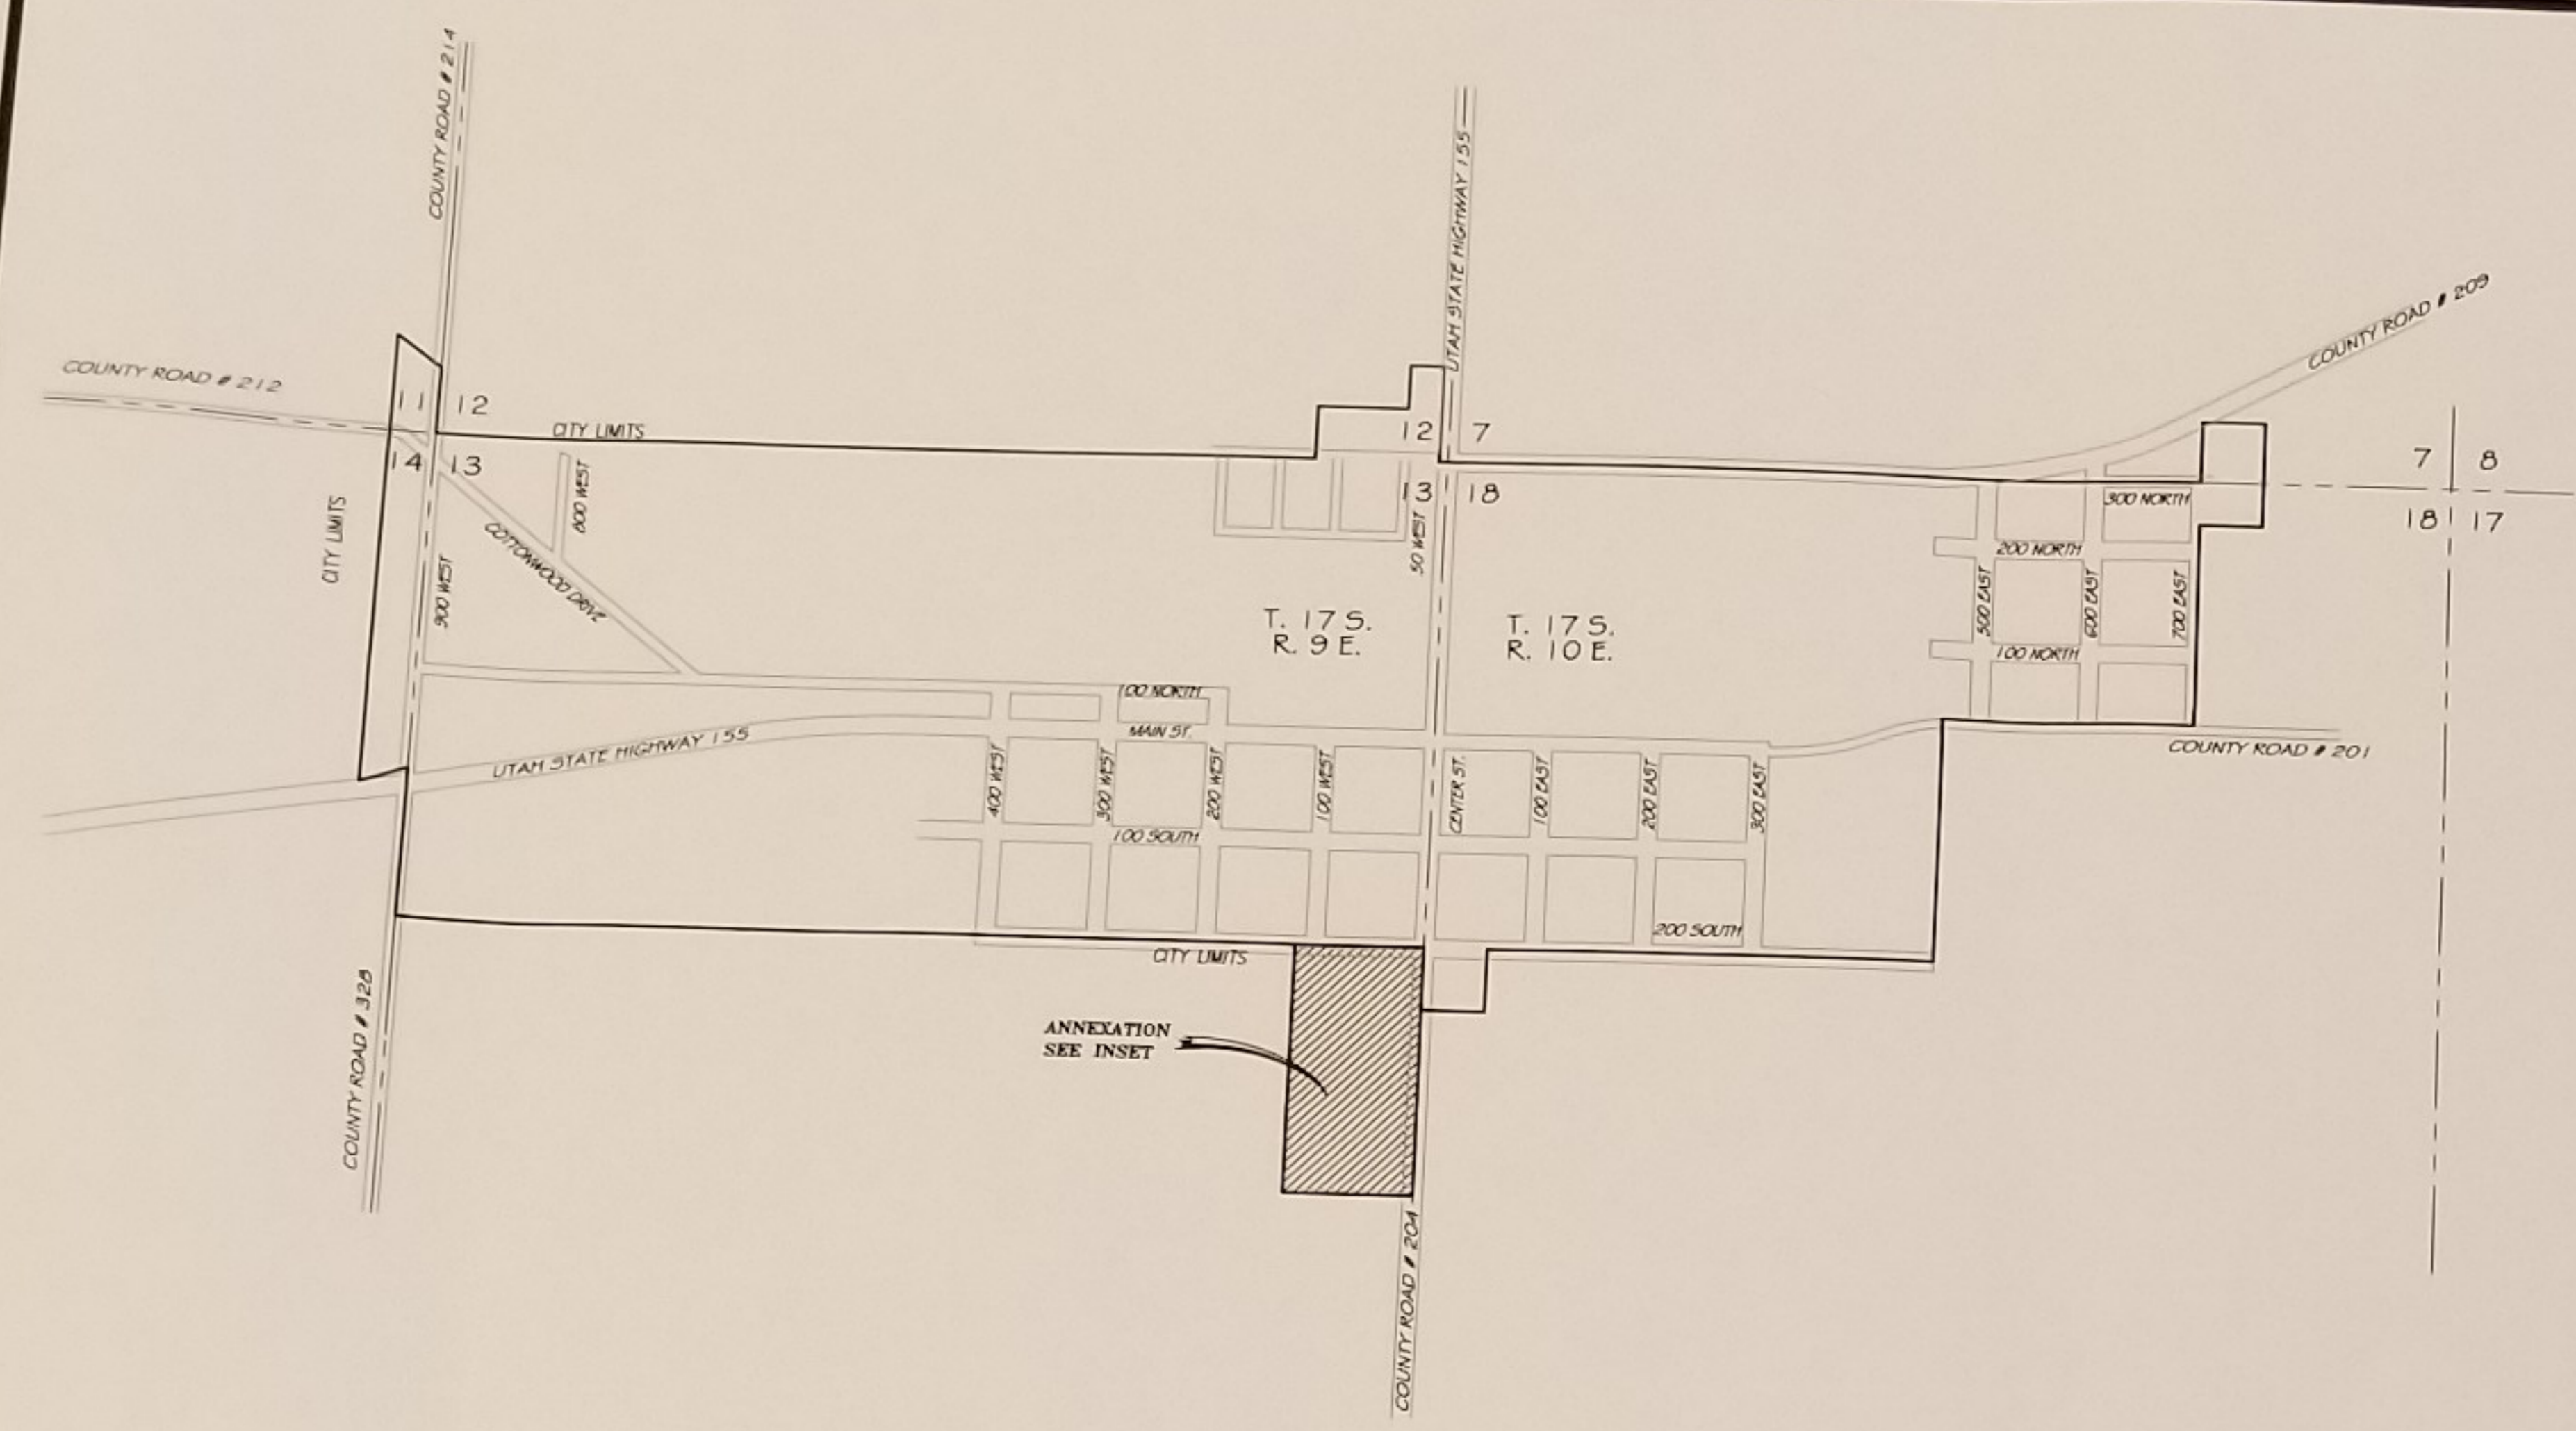 COUNTY ROAD # 214
UTAH STATE HIGHWAY 155
COUNTY ROAD # 209
COUNTY ROAD # 212
11 12
CITY LIMITS
12 7
7 8
14 13
13 18
300 NORTH
18 17
CITY LIMITS
800 WEST
50 WEST
COTTONWOOD DRIVE
900 WEST
200 NORTH
500 EAST
600 EAST
700 EAST
T. 17 S.
R. 9 E.
T. 17 S.
R. 10 E.
100 NORTH
100 NORTH
MAIN ST.
UTAH STATE HIGHWAY 155
COUNTY ROAD # 201
400 WEST
300 WEST
200 WEST
100 WEST
CENTER ST.
100 EAST
200 EAST
300 EAST
100 SOUTH
200 SOUTH
CITY LIMITS
COUNTY ROAD # 328
ANNEXATION
SEE INSET
COUNTY ROAD # 204